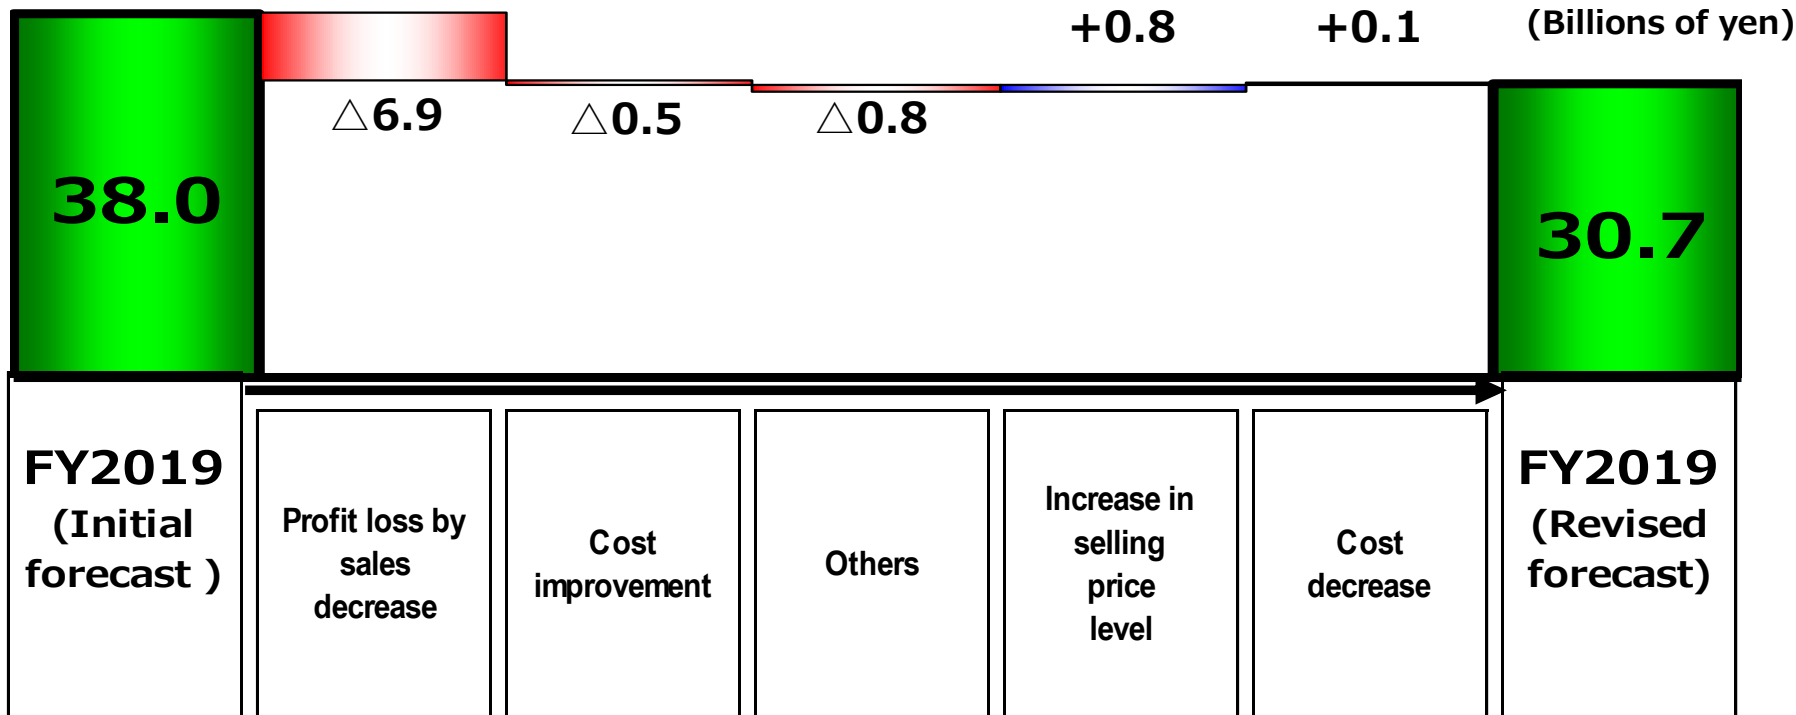 +0.8
+0.1
(Billions of yen)
△6.9
△0.5
△0.8
38.0
30.7
FY2019
(Initial
forecast )
Profit loss by
sales
decrease
Cost
improvement
Others
Increase in
selling
price
level
Cost
decrease
FY2019
(Revised
forecast)